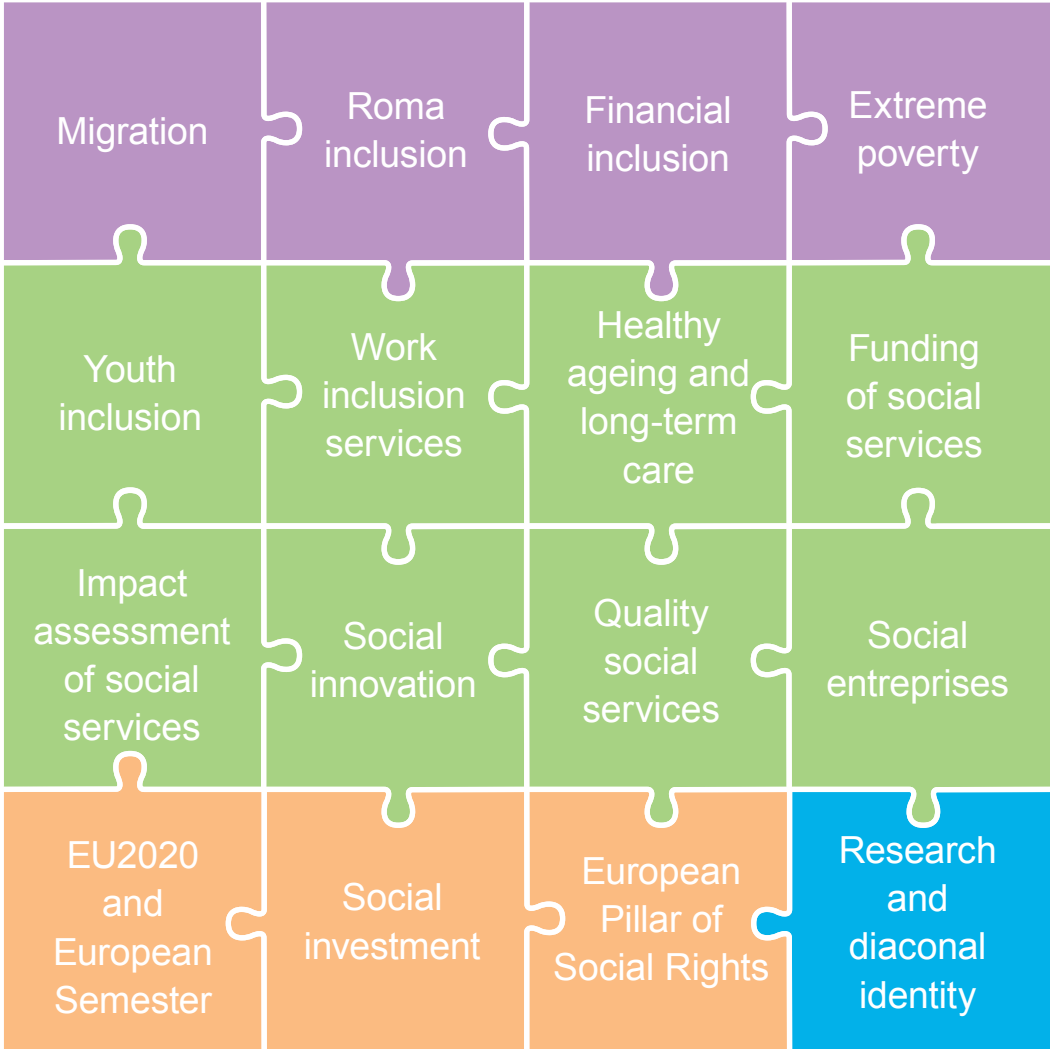 Migration
Roma
inclusion
Financial
inclusion
Extreme
poverty
Youth
inclusion
Work
inclusion
services
Healthy
ageing and
long-term
care
Funding
of social
services
Impact
assessment
of social
services
Social
innovation
Quality
social
services
Social
entreprises
EU2020
and
European
Semester
Social
investment
European
Pillar of
Social Rights
Research
and
diaconal
identity